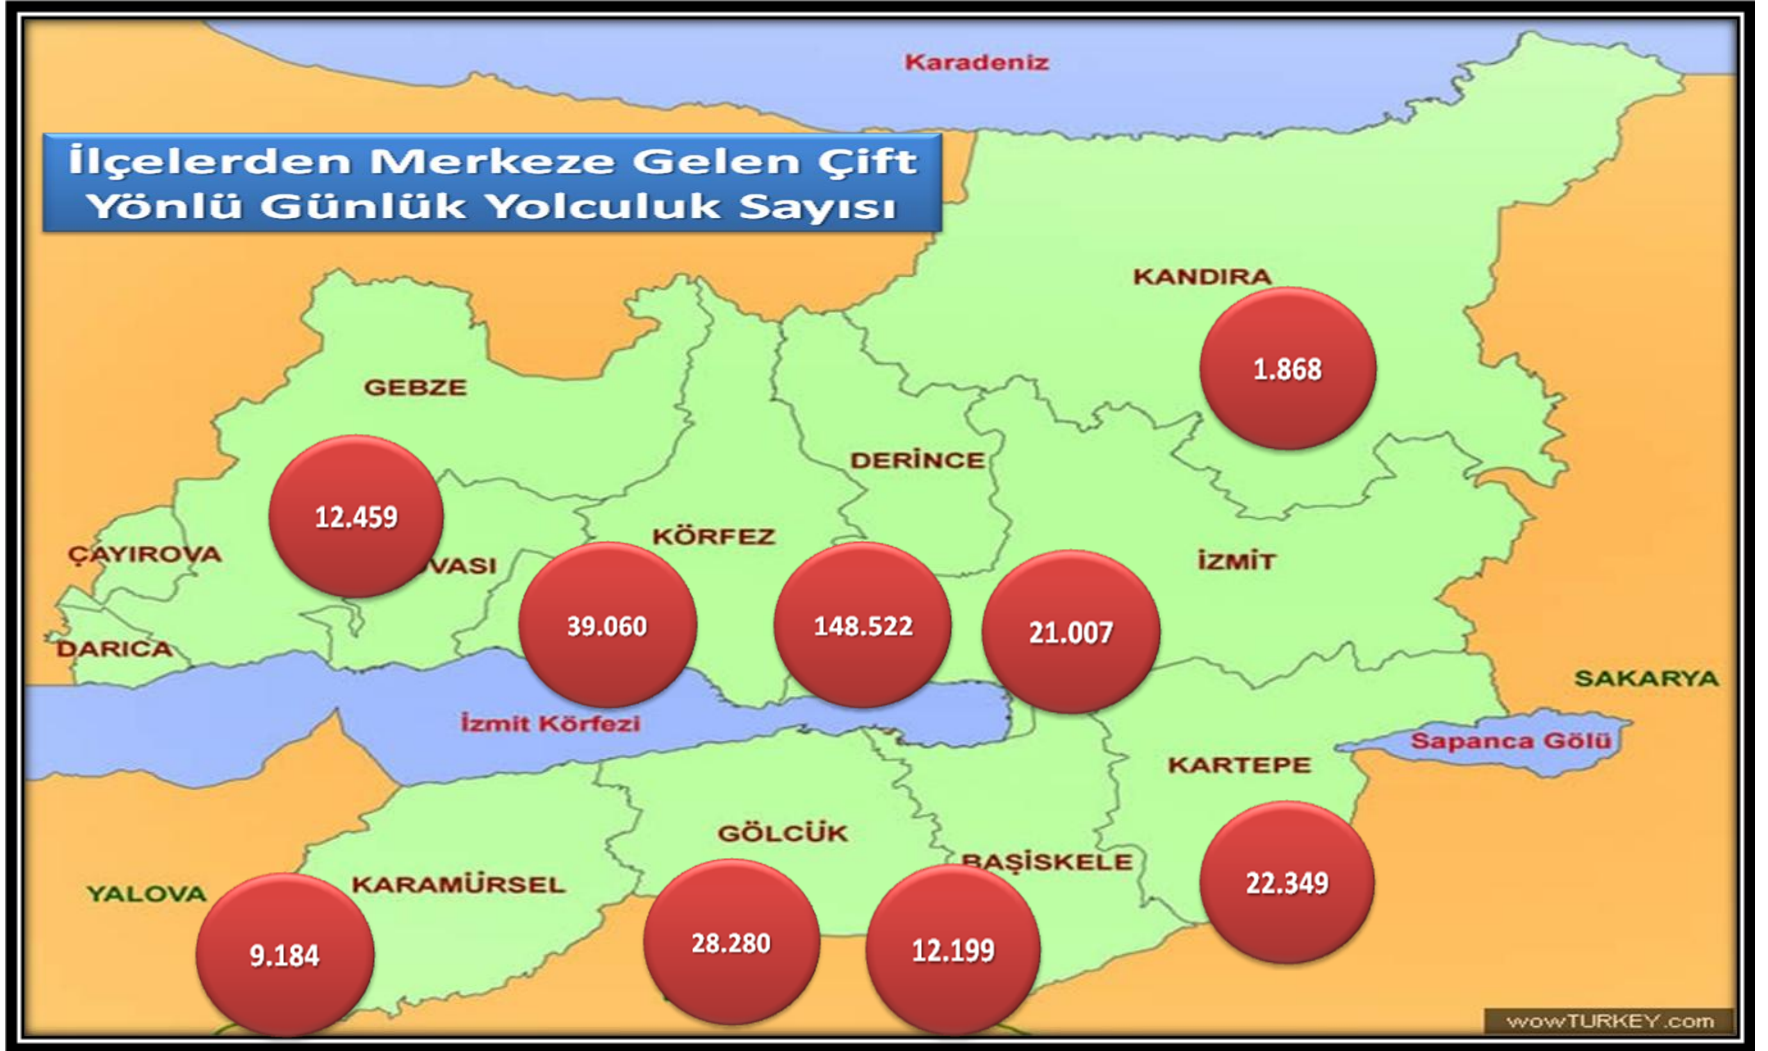 Karadeniz
İlçelerden Merkeze Gelen Çift
Yönlü Günlük Yolculuk Sayısı
KANDIRA
1.868
GEBZE
DERİNCE
12.459
KÖRFEZ
ÇAYIROVA
VASI
İZMİT
39.060
148.522
21.007
DARICA
SAKARYA
İzmit Körfezi
Sapanca Gölü
KARTEPE
GÖLCÜK
BAŞİSKELE
KARAMÜRSEL
YALOVA
22.349
9.184
28.280
12.199
wowTURKEY.com